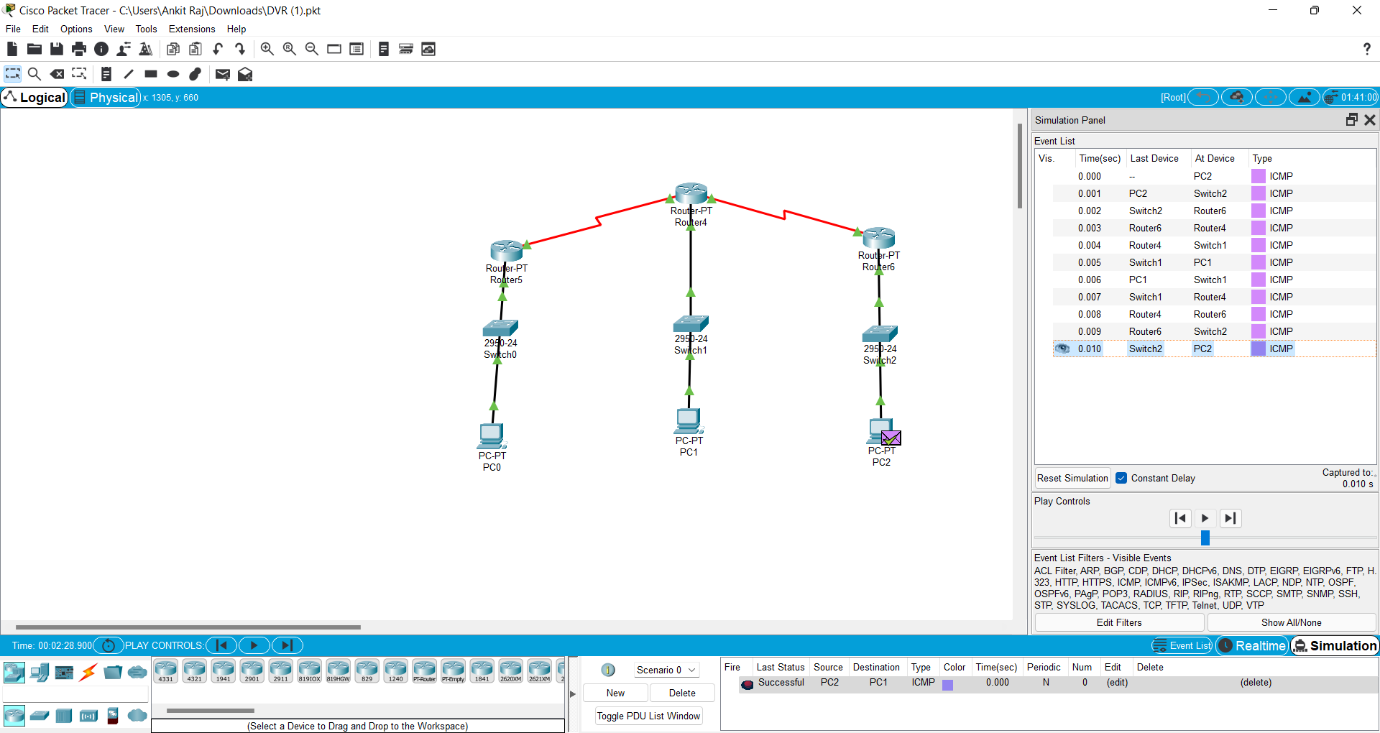 Cisco Packet Tracer - C:\Users\Ankit Raj\Downloads\DVR (1).pkt
File Edit Options View Tools Extensions Help
?
Logical Physical x: 1305, y: 660 [Root] 01:41:00
Simulation Panel
Event List
Vis. Time(sec) Last Device At Device Type
0.000 -- PC2 ICMP
0.001 PC2 Switch2 ICMP
0.002 Switch2 Router6 ICMP
0.003 Router6 Router4 ICMP
0.004 Router4 Switch1 ICMP
0.005 Switch1 PC1 ICMP
0.006 PC1 Switch1 ICMP
0.007 Switch1 Router4 ICMP
0.008 Router4 Router6 ICMP
0.009 Router6 Switch2 ICMP
0.010 Switch2 PC2 ICMP
Router-PT
Router4
Router-PT
Router5
Router-PT
Router6
2950-24
Switch0
2950-24
Switch1
2950-24
Switch2
PC-PT
PC0
PC-PT
PC1
PC-PT
PC2
Reset Simulation Constant Delay Captured to:
0.010 s
Play Controls
Event List Filters - Visible Events
ACL Filter, ARP, BGP, CDP, DHCP, DHCPv6, DNS, DTP, EIGRP, EIGRPv6, FTP, H.
323, HTTP, HTTPS, ICMP, ICMPv6, IPSec, ISAKMP, LACP, NDP, NTP, OSPF,
OSPFv6, PAgP, POP3, RADIUS, RIP, RIPng, RTP, SCCP, SMTP, SNMP, SSH,
STP, SYSLOG, TACACS, TCP, TFTP, Telnet, UDP, VTP
Edit Filters Show All/None
Time: 00:02:28.900 PLAY CONTROLS: Event List Realtime Simulation
4331 4321 1941 2901 2911 819IOX 819HGW 829 1240 PT-Router PT-Empty 1841 2620XM 2621XM 2
(Select a Device to Drag and Drop to the Workspace)
Scenario 0
New Delete
Toggle PDU List Window
Fire Last Status Source Destination Type Color Time(sec) Periodic Num Edit Delete
Successful PC2 PC1 ICMP 0.000 N 0 (edit) (delete)